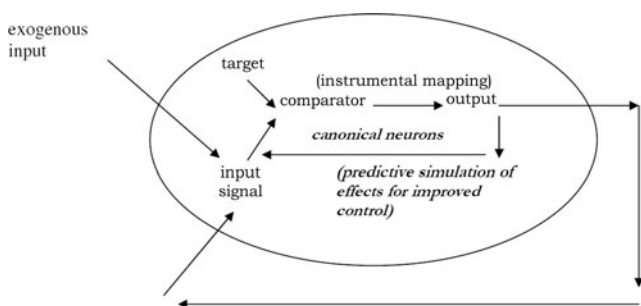 exogenous
input
target
(instrumental mapping)
comparator
output
canonical neurons
input
signal
(predictive simulation of
effects for improved
control)